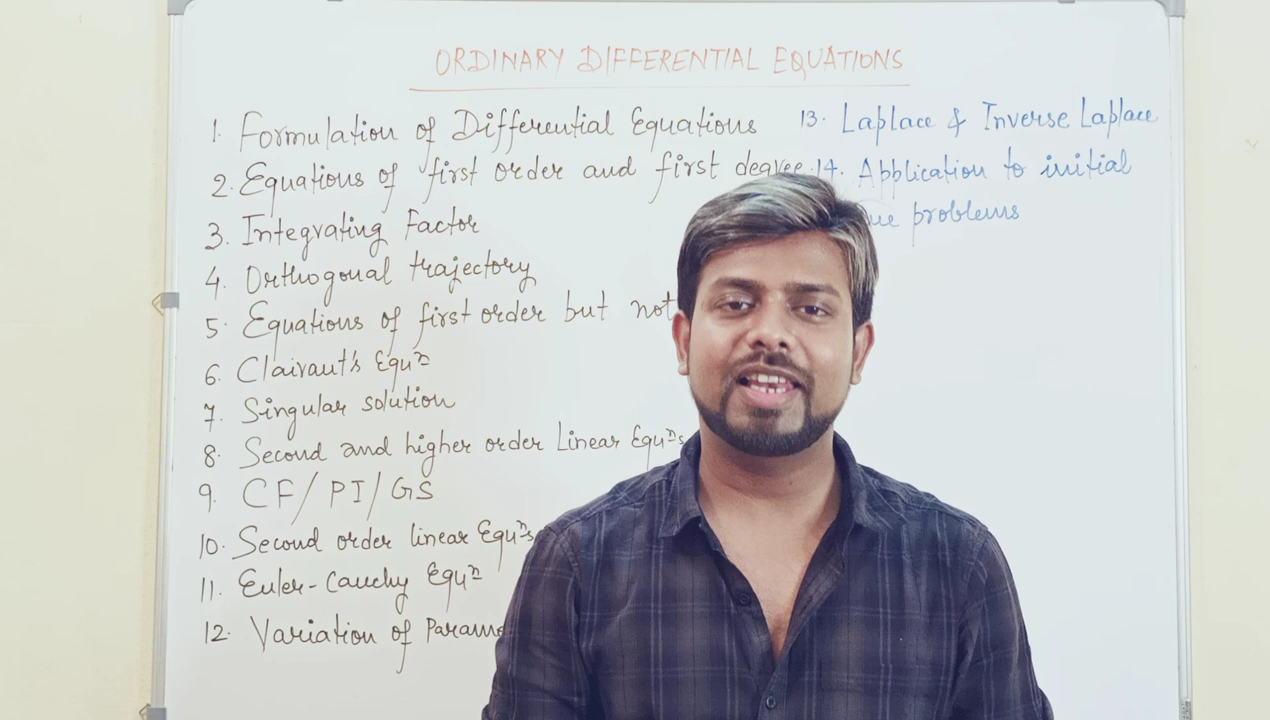 ORDINARY DIFFERENTIAL EQUATIONS
1. Formulation of Differential Equations
2. Equations of first order and first degree
3. Integrating Factor
4. Orthogonal trajectory
5. Equations of first order but not
6. Clairaut's Equⁿ
7. Singular solution
8. Second and higher order Linear Equⁿs
9. CF/PI/GS
10. Second order linear Equⁿs
11. Euler-Cauchy Equⁿ
12. Variation of
13. Laplace & Inverse Laplace
14. Application to initial
problems